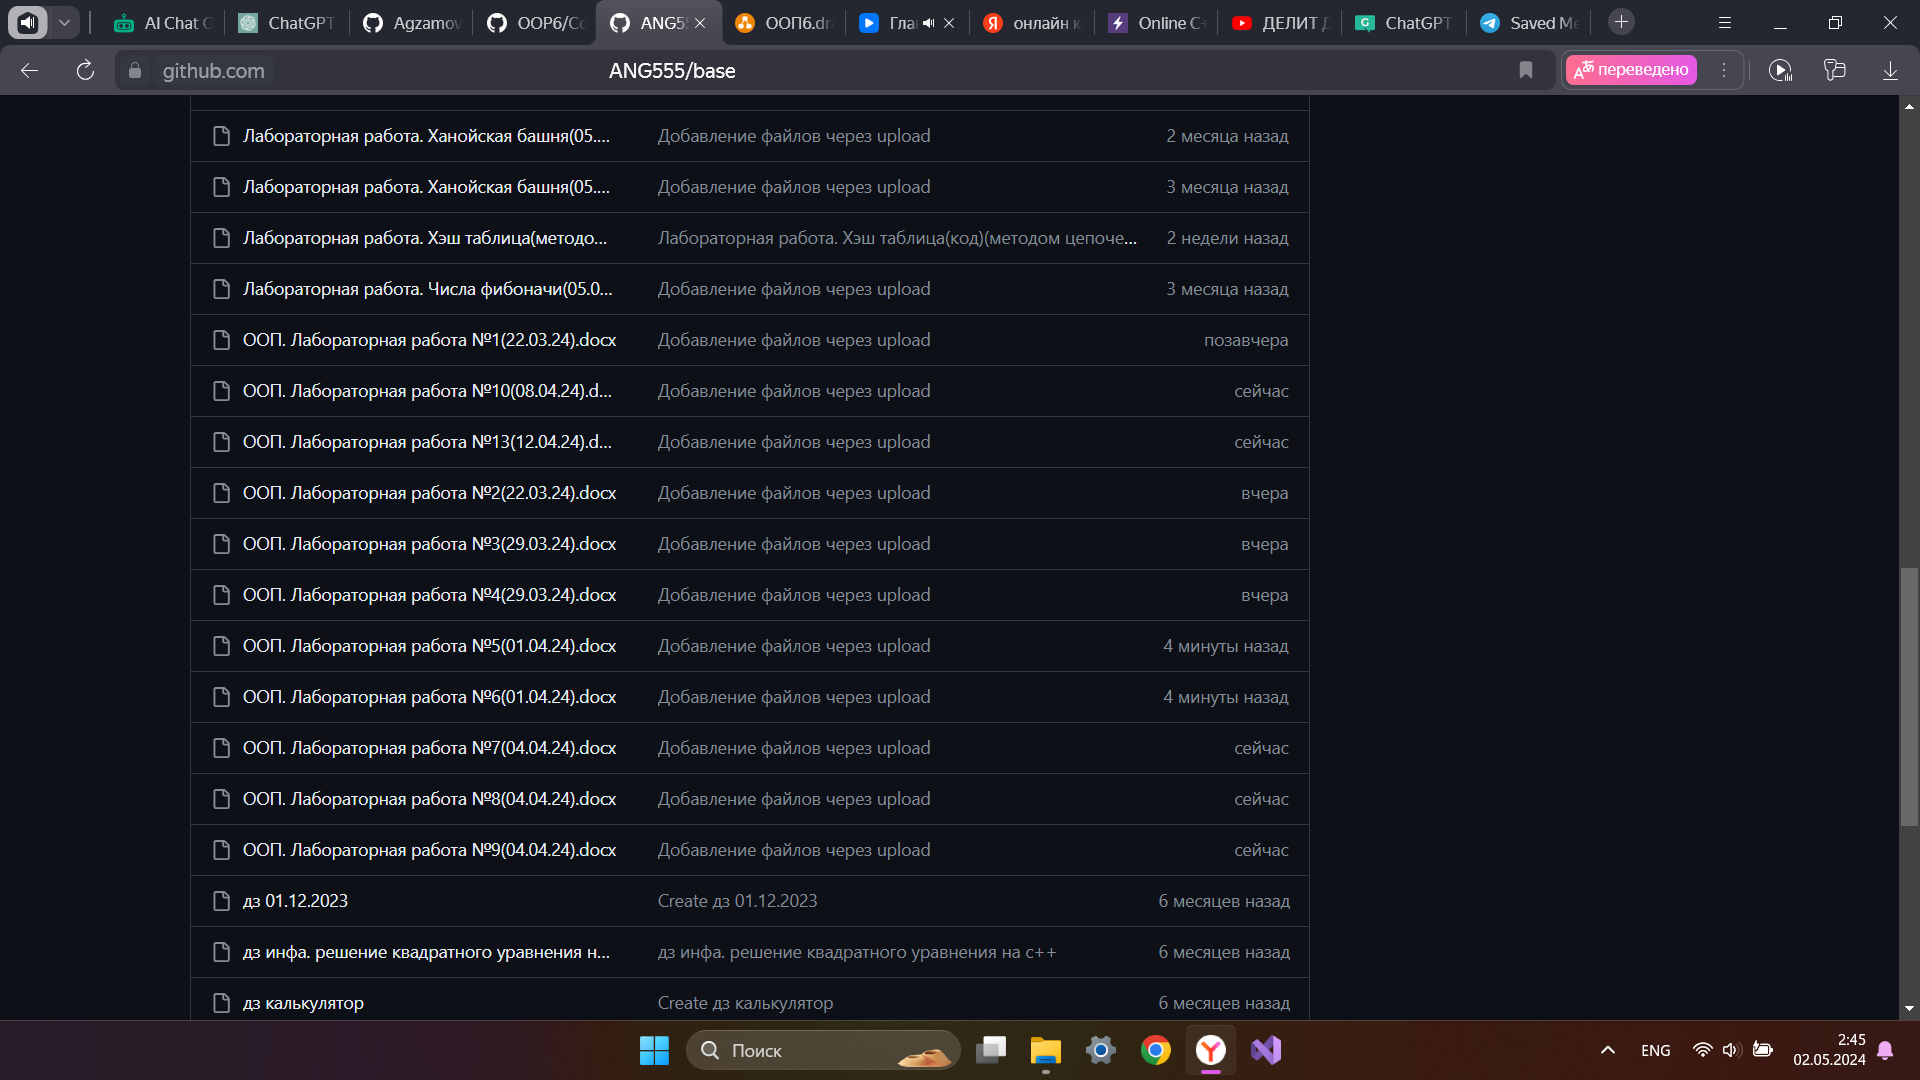 AI Chat
ChatGPT
Agzamov
OOP6/Co
ANG55
ООП6.dr
Гла
онлайн к
Online C+
ДЕЛИТ Д
ChatGPT
Saved Me
github.com
ANG555/base
переведено
Лабораторная работа. Ханойская башня(05....
Добавление файлов через upload
2 месяца назад
Лабораторная работа. Ханойская башня(05....
Добавление файлов через upload
3 месяца назад
Лабораторная работа. Хэш таблица(методо...
Лабораторная работа. Хэш таблица(код)(методом цепоче...
2 недели назад
Лабораторная работа. Числа фибоначи(05.0...
Добавление файлов через upload
3 месяца назад
ООП. Лабораторная работа №1(22.03.24).docx
Добавление файлов через upload
позавчера
ООП. Лабораторная работа №10(08.04.24).d...
Добавление файлов через upload
сейчас
ООП. Лабораторная работа №13(12.04.24).d...
Добавление файлов через upload
сейчас
ООП. Лабораторная работа №2(22.03.24).docx
Добавление файлов через upload
вчера
ООП. Лабораторная работа №3(29.03.24).docx
Добавление файлов через upload
вчера
ООП. Лабораторная работа №4(29.03.24).docx
Добавление файлов через upload
вчера
ООП. Лабораторная работа №5(01.04.24).docx
Добавление файлов через upload
4 минуты назад
ООП. Лабораторная работа №6(01.04.24).docx
Добавление файлов через upload
4 минуты назад
ООП. Лабораторная работа №7(04.04.24).docx
Добавление файлов через upload
сейчас
ООП. Лабораторная работа №8(04.04.24).docx
Добавление файлов через upload
сейчас
ООП. Лабораторная работа №9(04.04.24).docx
Добавление файлов через upload
сейчас
дз 01.12.2023
Create дз 01.12.2023
6 месяцев назад
дз инфа. решение квадратного уравнения н...
дз инфа. решение квадратного уравнения на с++
6 месяцев назад
дз калькулятор
Create дз калькулятор
6 месяцев назад
Поиск
ENG
2:45
02.05.2024